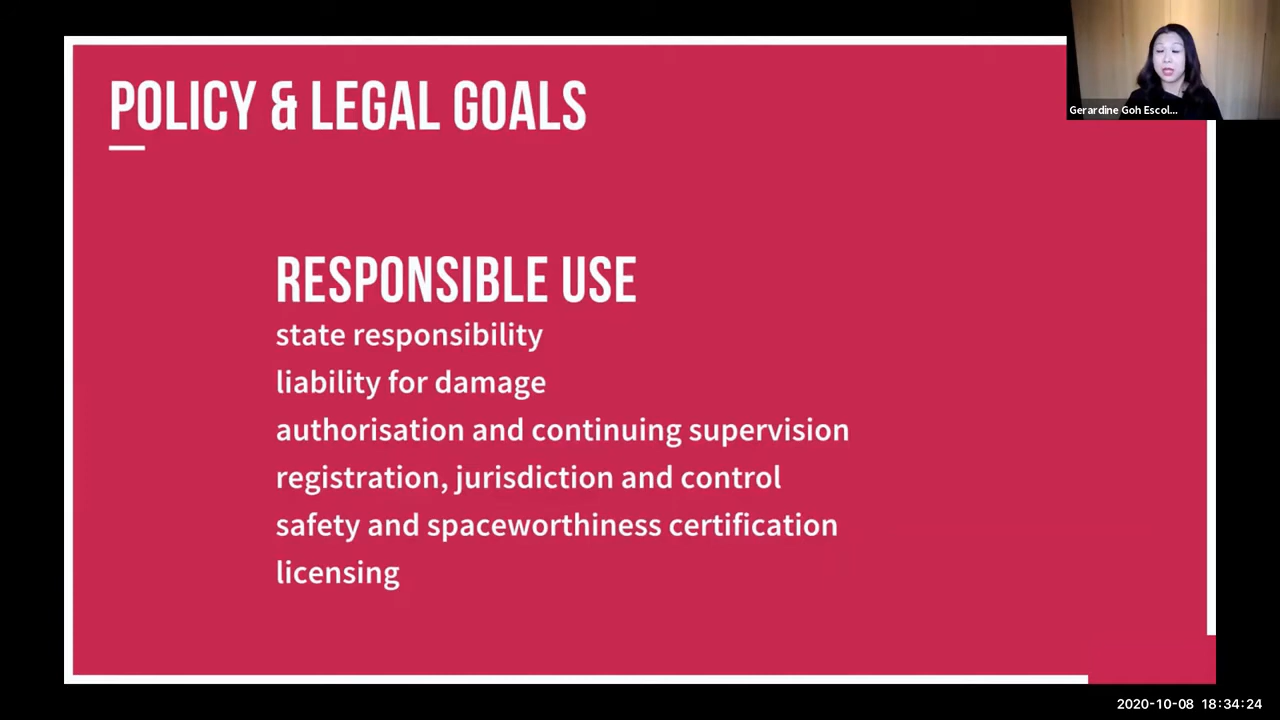 POLICY & LEGAL GOALS
Gerardine Goh Escol...
RESPONSIBLE USE
state responsibility
liability for damage
authorisation and continuing supervision
registration, jurisdiction and control
safety and spaceworthiness certification
licensing
2020-10-08 18:34:24